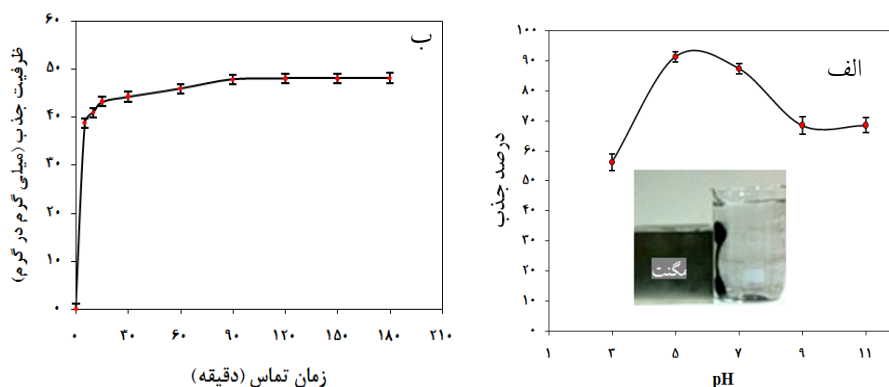 الف
درصد جذب
۱۰۰
۹۰
۸۰
۷۰
۶۰
۵۰
۴۰
۳۰
۲۰
۱۰
۰
مگنت
۱ ۳ ۵ ۷ ۹ ۱۱
pH
ب
ظرفیت جذب (میلی گرم در گرم)
۶۰
۵۰
۴۰
۳۰
۲۰
۱۰
۰
۰ ۳۰ ۶۰ ۹۰ ۱۲۰ ۱۵۰ ۱۸۰ ۲۱۰
زمان تماس (دقیقه)